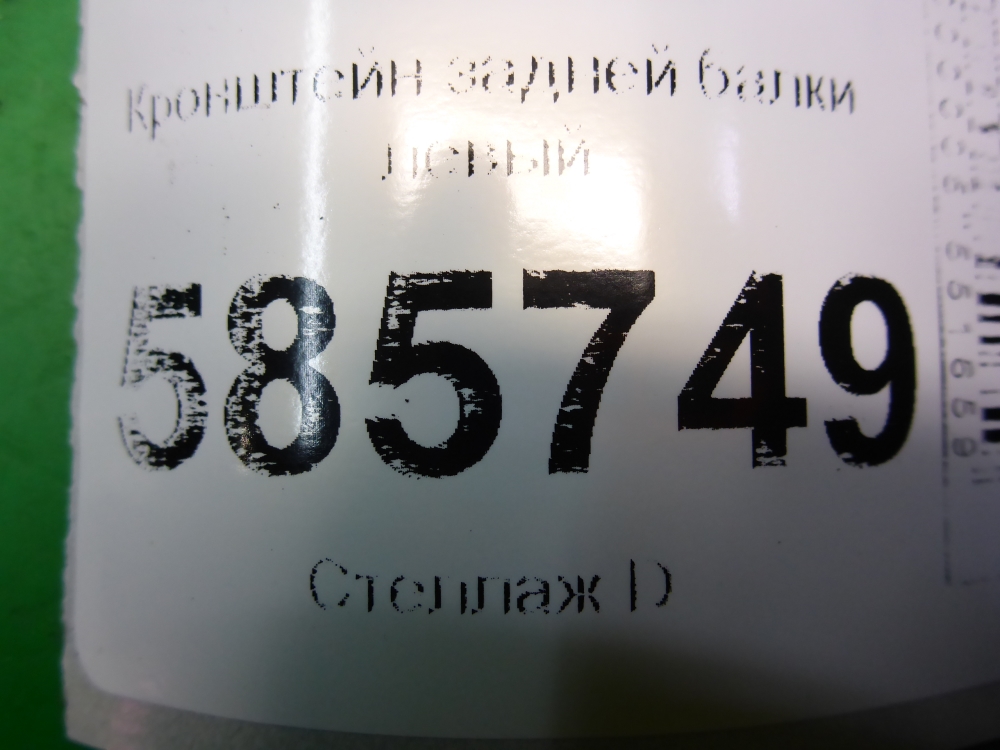 Кронштейн задней балки
левый
585749
Стеллаж D